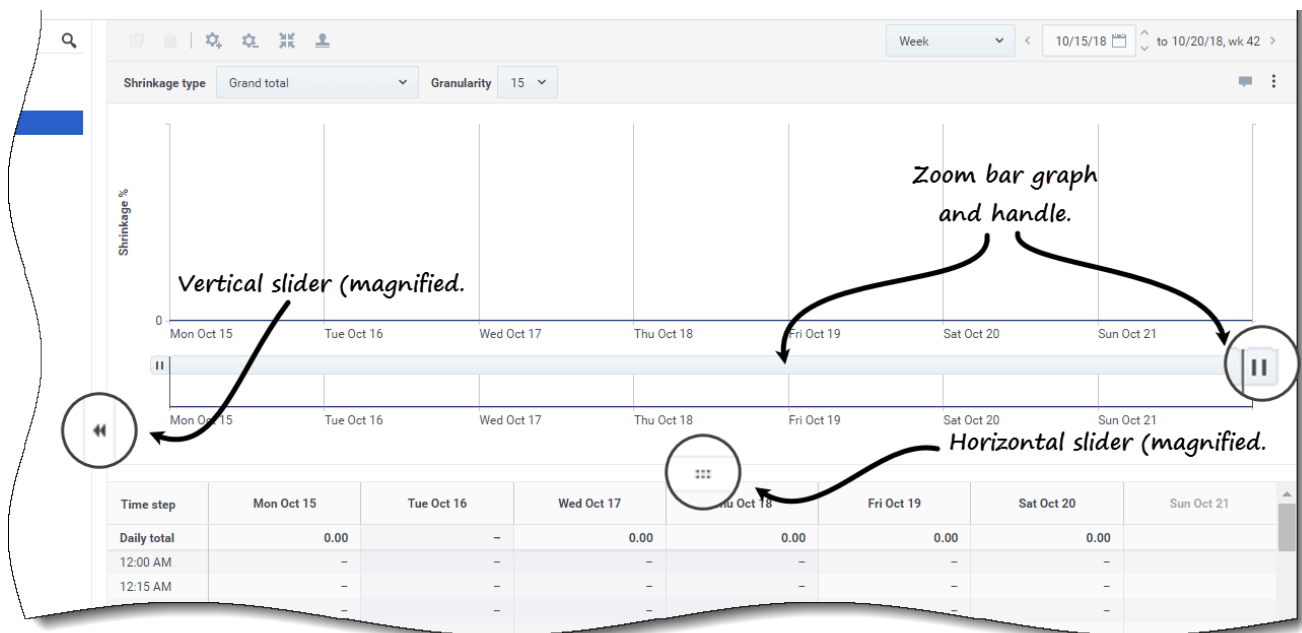 Week
10/15/18
to 10/20/18, wk 42
Shrinkage type
Grand total
Granularity
15
Shrinkage %
Zoom bar graph
and handle.
Vertical slider (magnified.
0
Mon Oct 15 Tue Oct 16 Wed Oct 17 Thu Oct 18 Fri Oct 19 Sat Oct 20 Sun Oct 21
Mon Oct 15 Tue Oct 16 Wed Oct 17 Thu Oct 18 Fri Oct 19 Sat Oct 20 Sun Oct 21
Horizontal slider (magnified.
Time step Mon Oct 15 Tue Oct 16 Wed Oct 17 Thu Oct 18 Fri Oct 19 Sat Oct 20 Sun Oct 21
Daily total 0.00 – 0.00 0.00 0.00 0.00
12:00 AM – – – – – –
12:15 AM – – – – – –
– – – – –